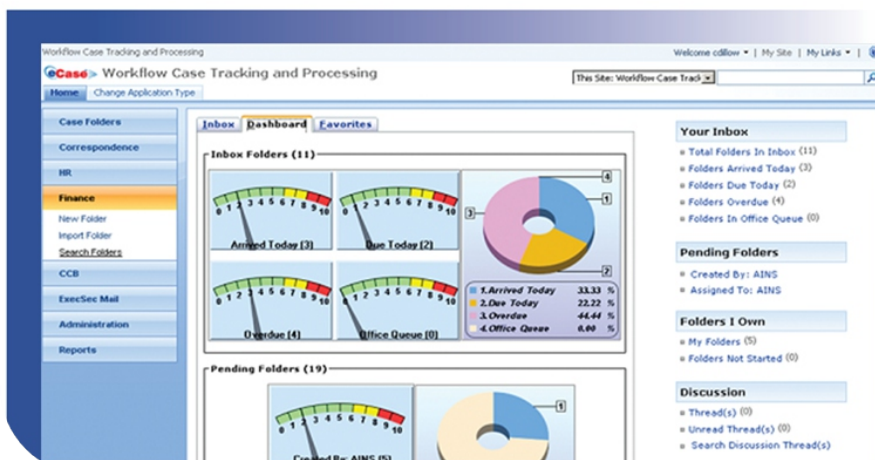 Workflow Case Tracking and Processing
Welcome cdillow | My Site | My Links |
eCase Workflow Case Tracking and Processing
This Site: Workflow Case Track
Home Change Application Type
Case Folders
Correspondence
HR
Finance
New Folder
Import Folder
Search Folders
CCB
ExecSec Mail
Administration
Reports
Inbox Dashboard Favorites
Inbox Folders (11)
0 1 2 3 4 5 6 7 8 9 10
Arrived Today (3)
0 1 2 3 4 5 6 7 8 9 10
Due Today (2)
0 1 2 3 4 5 6 7 8 9 10
Overdue (4)
0 1 2 3 4 5 6 7 8 9 10
Office Queue (0)
4
1
3
2
1.Arrived Today 33.33 %
2.Due Today 22.22 %
3.Overdue 44.44 %
4.Office Queue 0.00 %
Pending Folders (19)
0 1 2 3 4 5 6 7 8 9 10
Created By: AINS (5)
1
Your Inbox
Total Folders In Inbox (11)
Folders Arrived Today (3)
Folders Due Today (2)
Folders Overdue (4)
Folders In Office Queue (0)
Pending Folders
Created By: AINS
Assigned To: AINS
Folders I Own
My Folders (5)
Folders Not Started (0)
Discussion
Thread(s) (0)
Unread Thread(s) (0)
Search Discussion Thread(s)